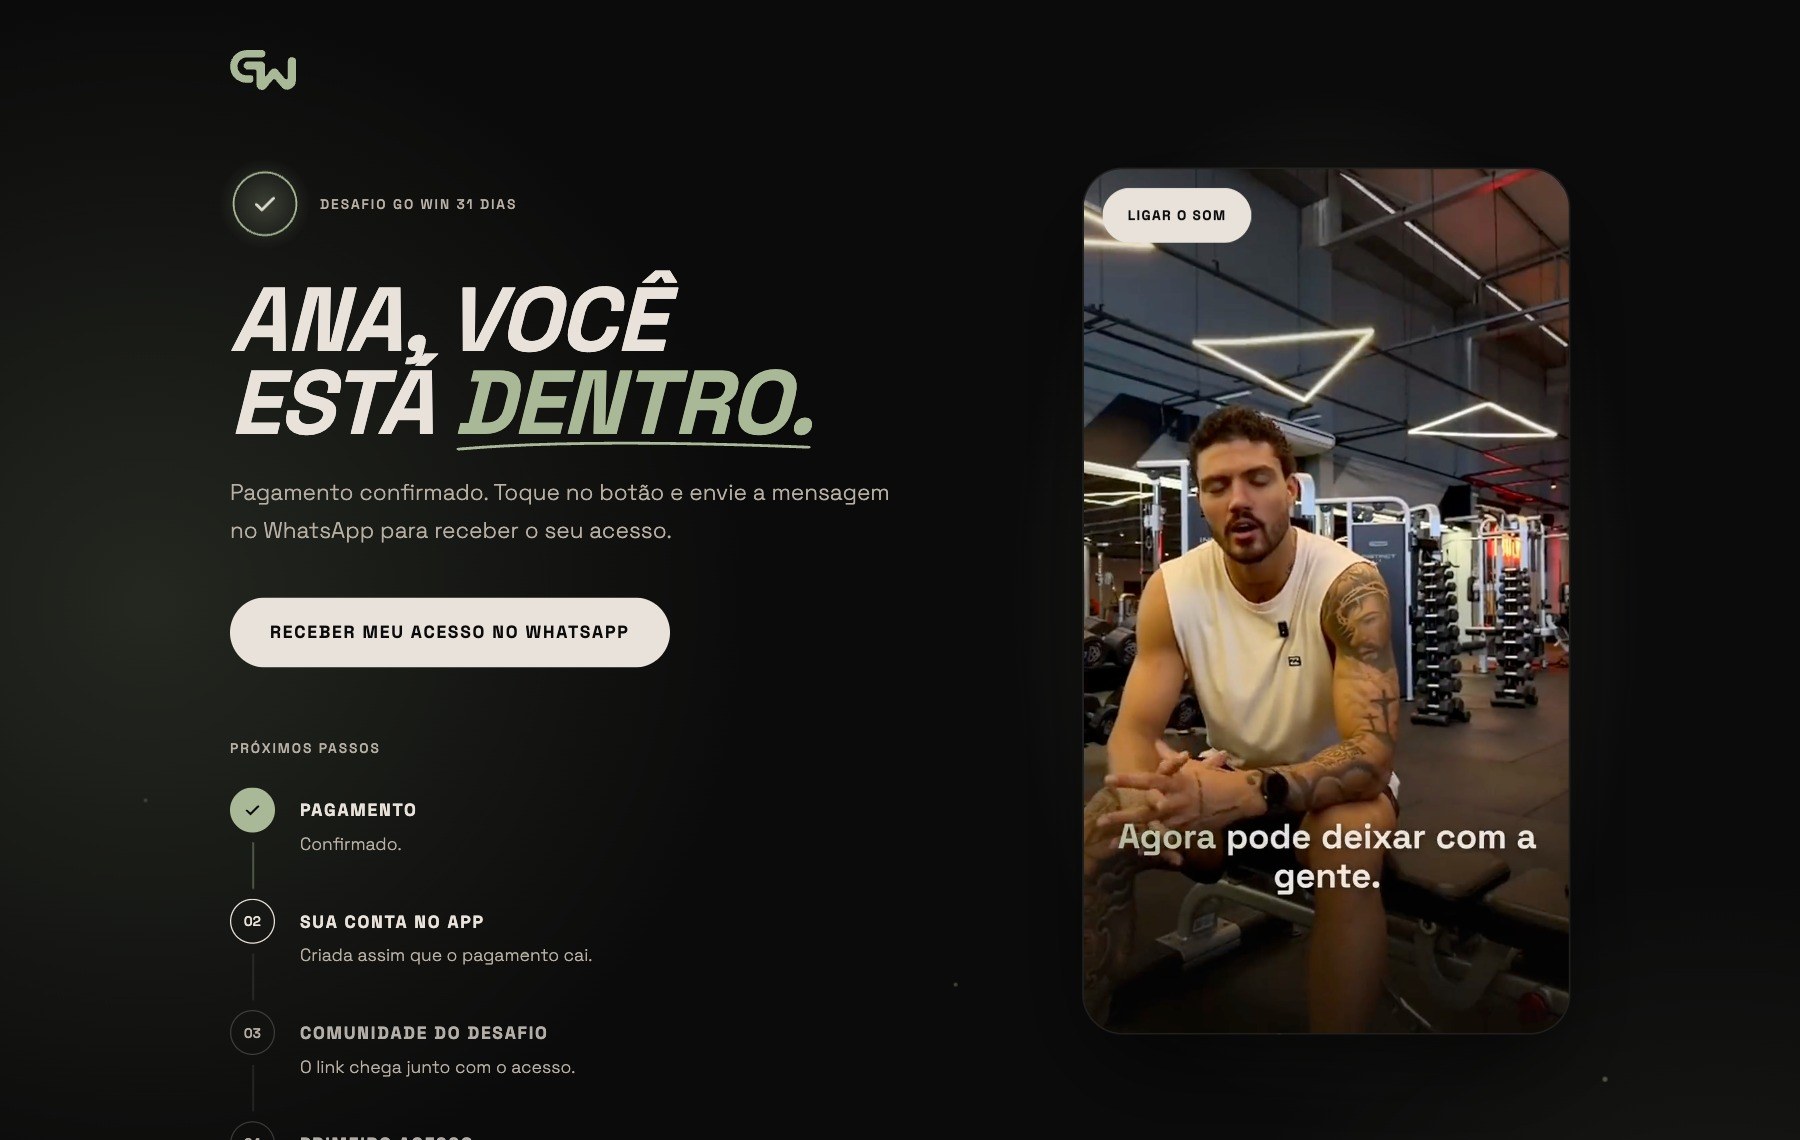 GW
DESAFIO GO WIN 31 DIAS
ANA, VOCÊ
ESTÁ DENTRO.
Pagamento confirmado. Toque no botão e envie a mensagem
no WhatsApp para receber o seu acesso.
RECEBER MEU ACESSO NO WHATSAPP
PRÓXIMOS PASSOS
PAGAMENTO
Confirmado.
02
SUA CONTA NO APP
Criada assim que o pagamento cai.
03
COMUNIDADE DO DESAFIO
O link chega junto com o acesso.
LIGAR O SOM
Agora pode deixar com a
gente.